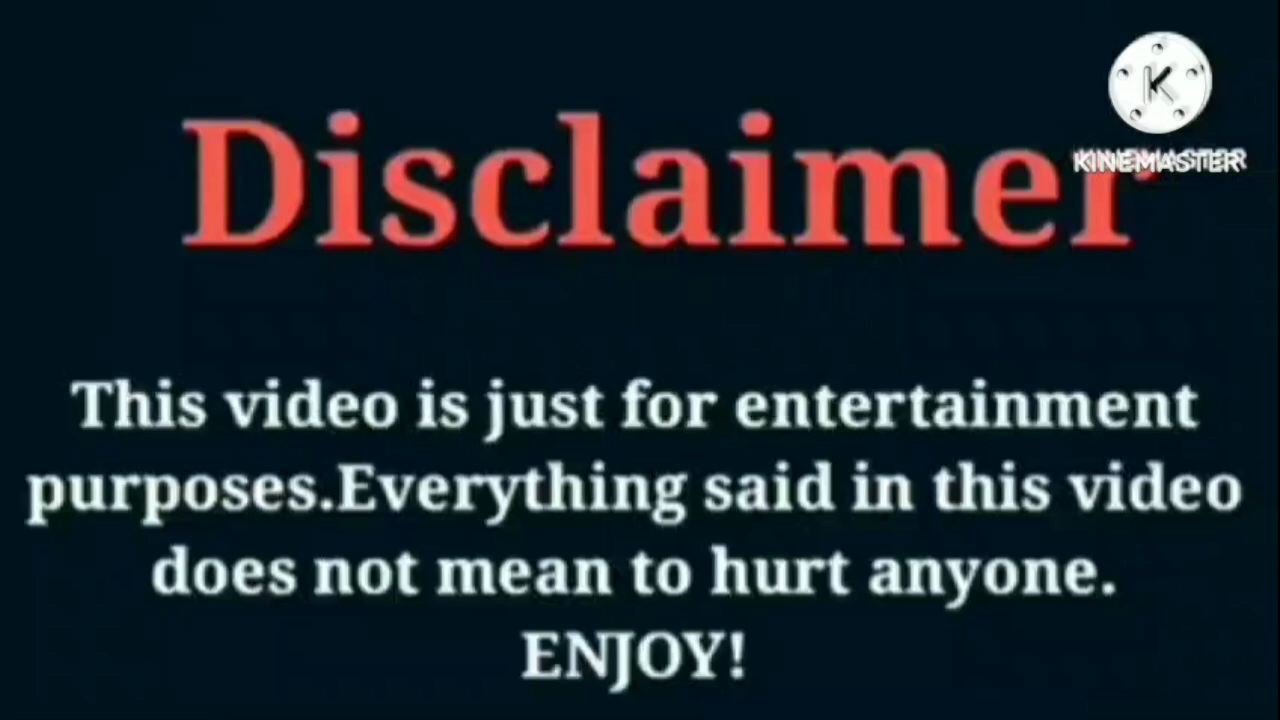 K
KINEMASTER
Disclaimer
This video is just for entertainment
purposes.Everything said in this video
does not mean to hurt anyone.
ENJOY!